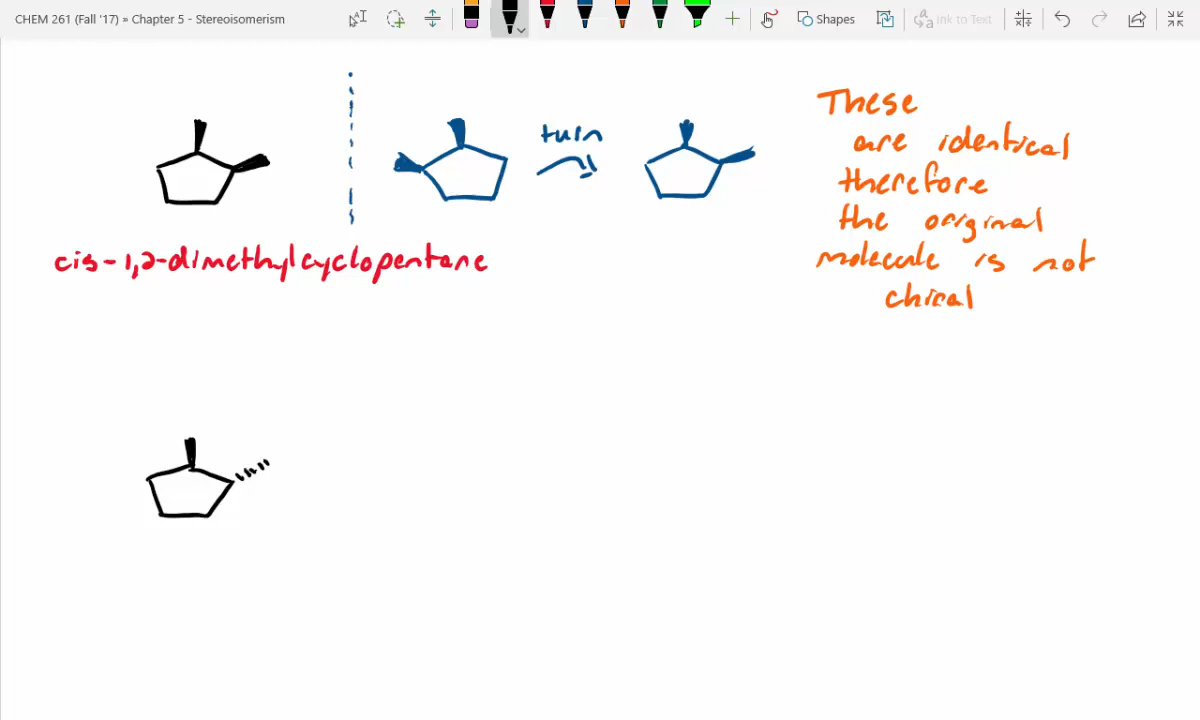 CHEM 261 (Fall '17) » Chapter 5 - Stereoisomerism
Shapes
Ink to Text
turn
cis-1,2-dimethylcyclopentane
These
are identical
therefore
the original
molecule is not
chiral